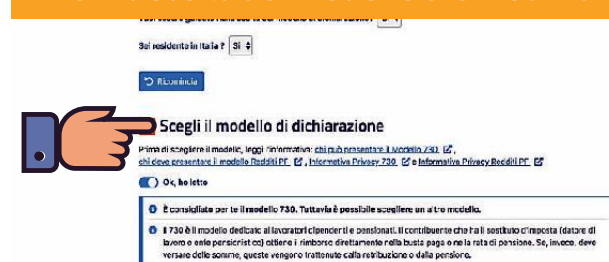 Sei residente in Italia ? Sì
Ricomincia
Scegli il modello di dichiarazione
Prima di scegliere il modello, leggi l'informativa: chi può presentare il Modello 730,
chi deve presentare il modello Redditi PF, Informativa Privacy 730 e Informativa Privacy Redditi PF
Ok, ho letto
È consigliato per te il modello 730. Tuttavia è possibile scegliere un altro modello.
Il 730 è il modello dedicato ai lavoratori dipendenti e pensionati. Il contribuente che ha il sostituto d'imposta (datore di
lavoro o ente pensionistico) ottiene il rimborso direttamente nella busta paga o nella rata di pensione. Se, invece, deve
versare delle somme, queste vengono trattenute dalla retribuzione o dalla pensione.